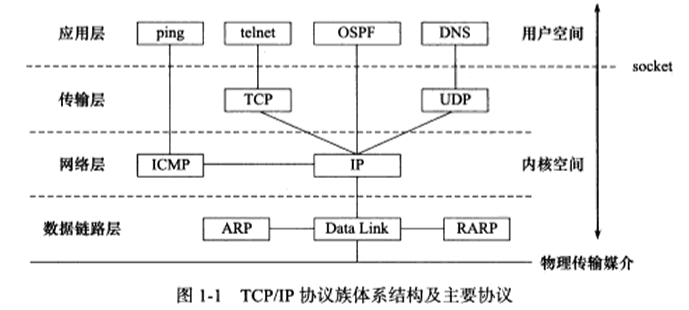 应用层 ping telnet OSPF DNS 用户空间
socket
传输层 TCP UDP
网络层 ICMP IP 内核空间
数据链路层 ARP Data Link RARP
物理传输媒介
图 1-1 TCP/IP 协议族体系结构及主要协议